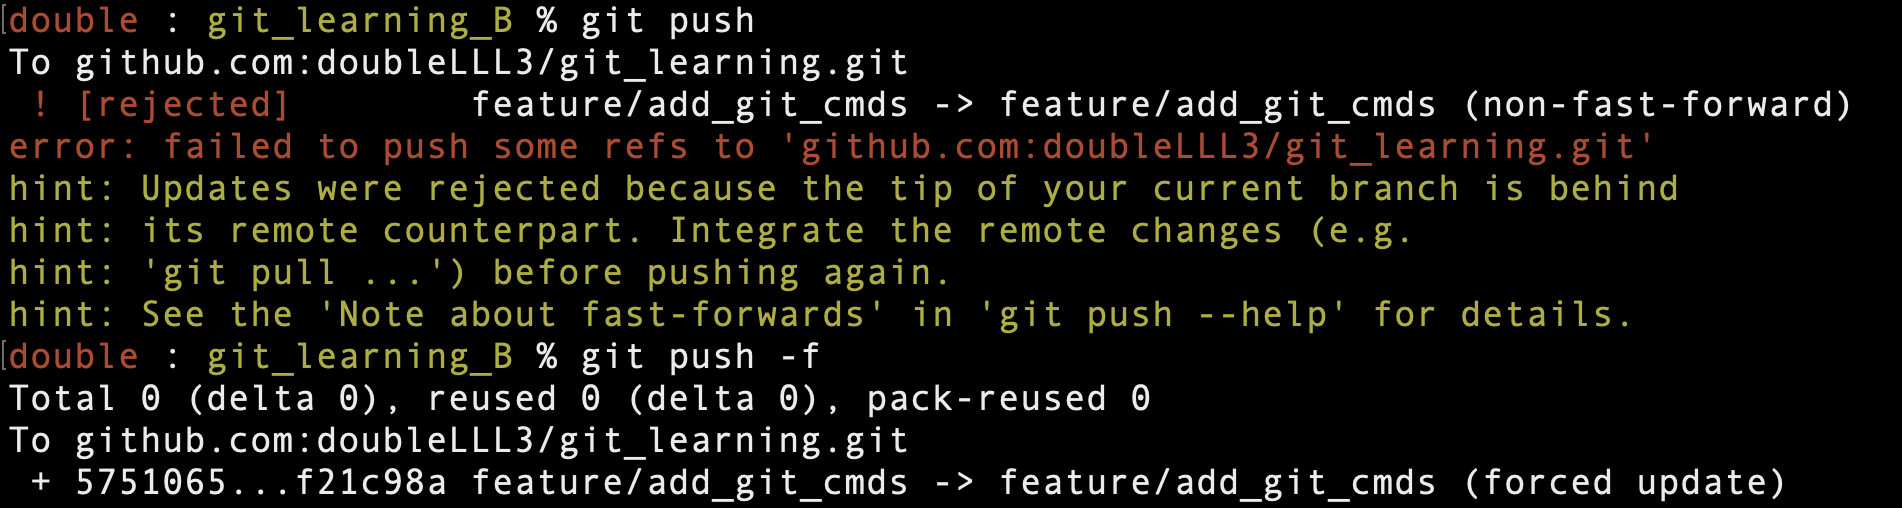 [double : git_learning_B % git push
To github.com:doubleLLL3/git_learning.git
 ! [rejected]        feature/add_git_cmds -> feature/add_git_cmds (non-fast-forward)
error: failed to push some refs to 'github.com:doubleLLL3/git_learning.git'
hint: Updates were rejected because the tip of your current branch is behind
hint: its remote counterpart. Integrate the remote changes (e.g.
hint: 'git pull ...') before pushing again.
hint: See the 'Note about fast-forwards' in 'git push --help' for details.
[double : git_learning_B % git push -f
Total 0 (delta 0), reused 0 (delta 0), pack-reused 0
To github.com:doubleLLL3/git_learning.git
 + 5751065...f21c98a feature/add_git_cmds -> feature/add_git_cmds (forced update)